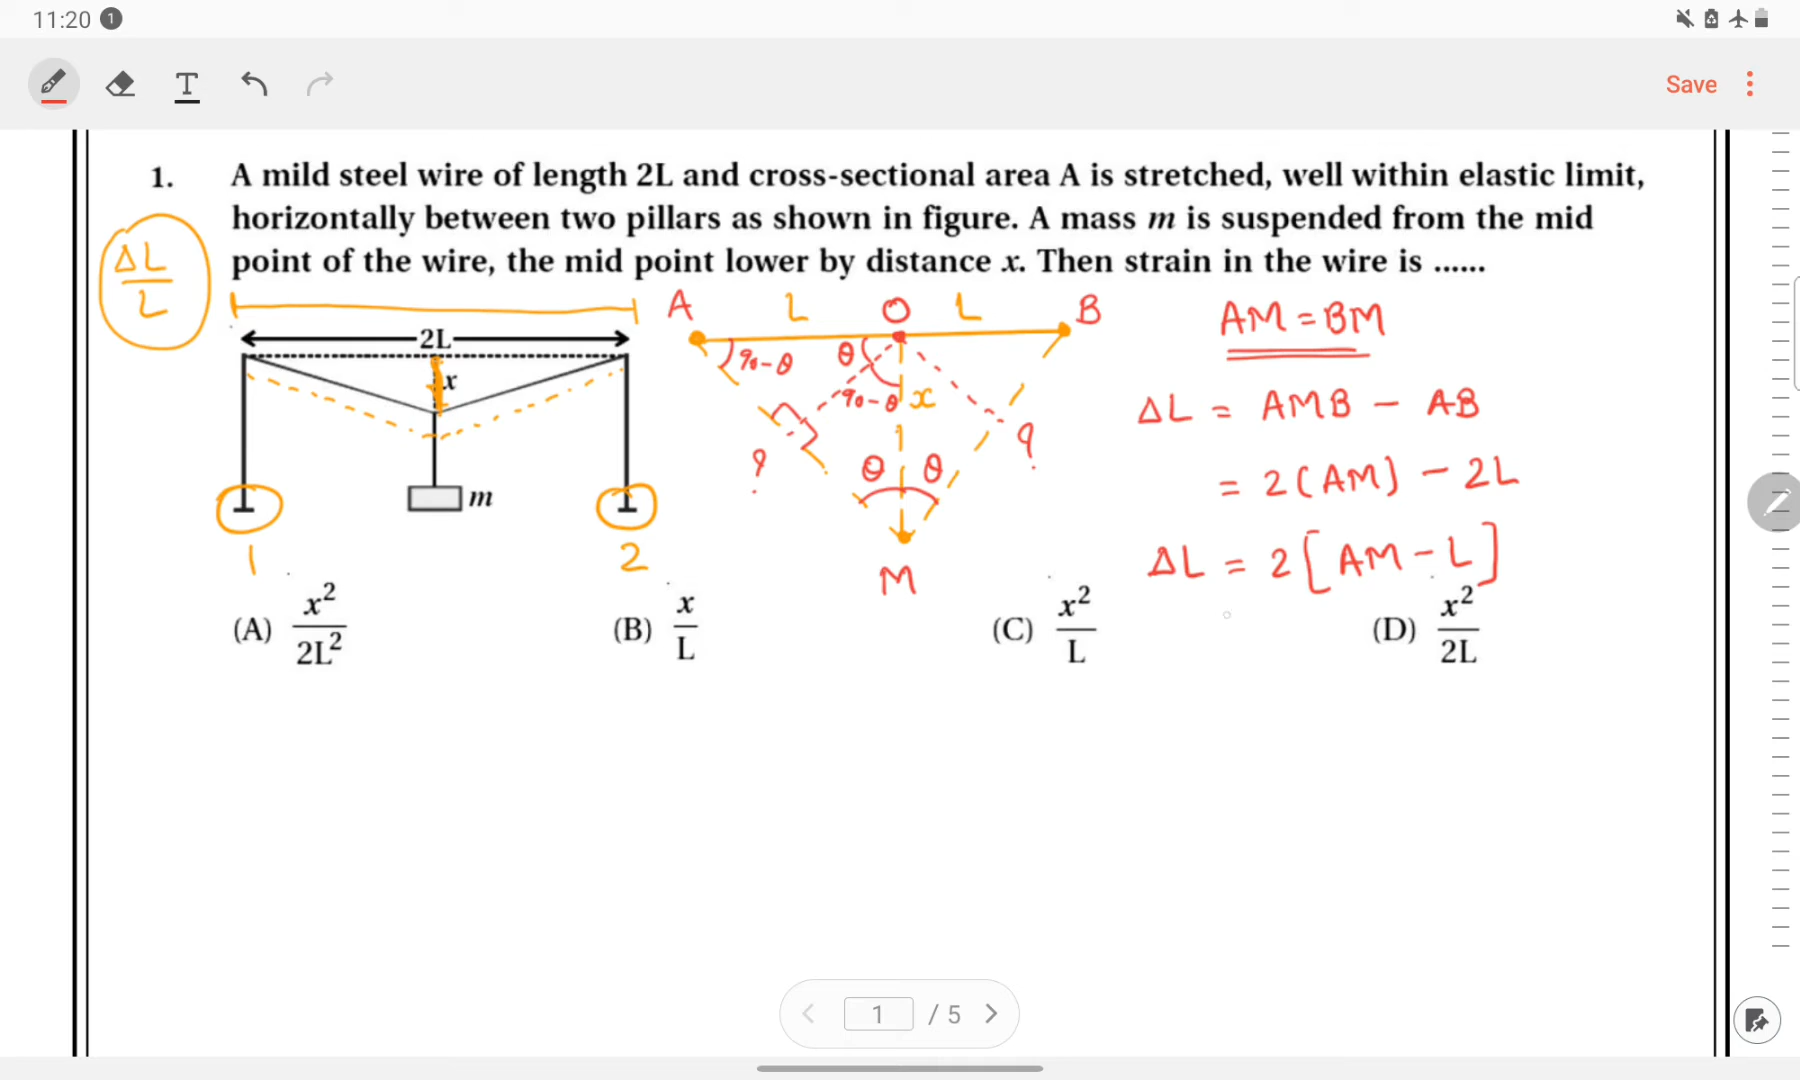 11:20 1
T
Save
1. A mild steel wire of length 2L and cross-sectional area A is stretched, well within elastic limit,
horizontally between two pillars as shown in figure. A mass m is suspended from the mid
point of the wire, the mid point lower by distance x. Then strain in the wire is ......
ΔL
L
2L
x
m
1
2
A L O L B
90-θ θ
90-θ x
? ?
θ θ
M
AM = BM
ΔL = AMB - AB
= 2(AM) - 2L
ΔL = 2[AM - L]
(A) x²/2L² (B) x/L (C) x²/L (D) x²/2L
1 / 5